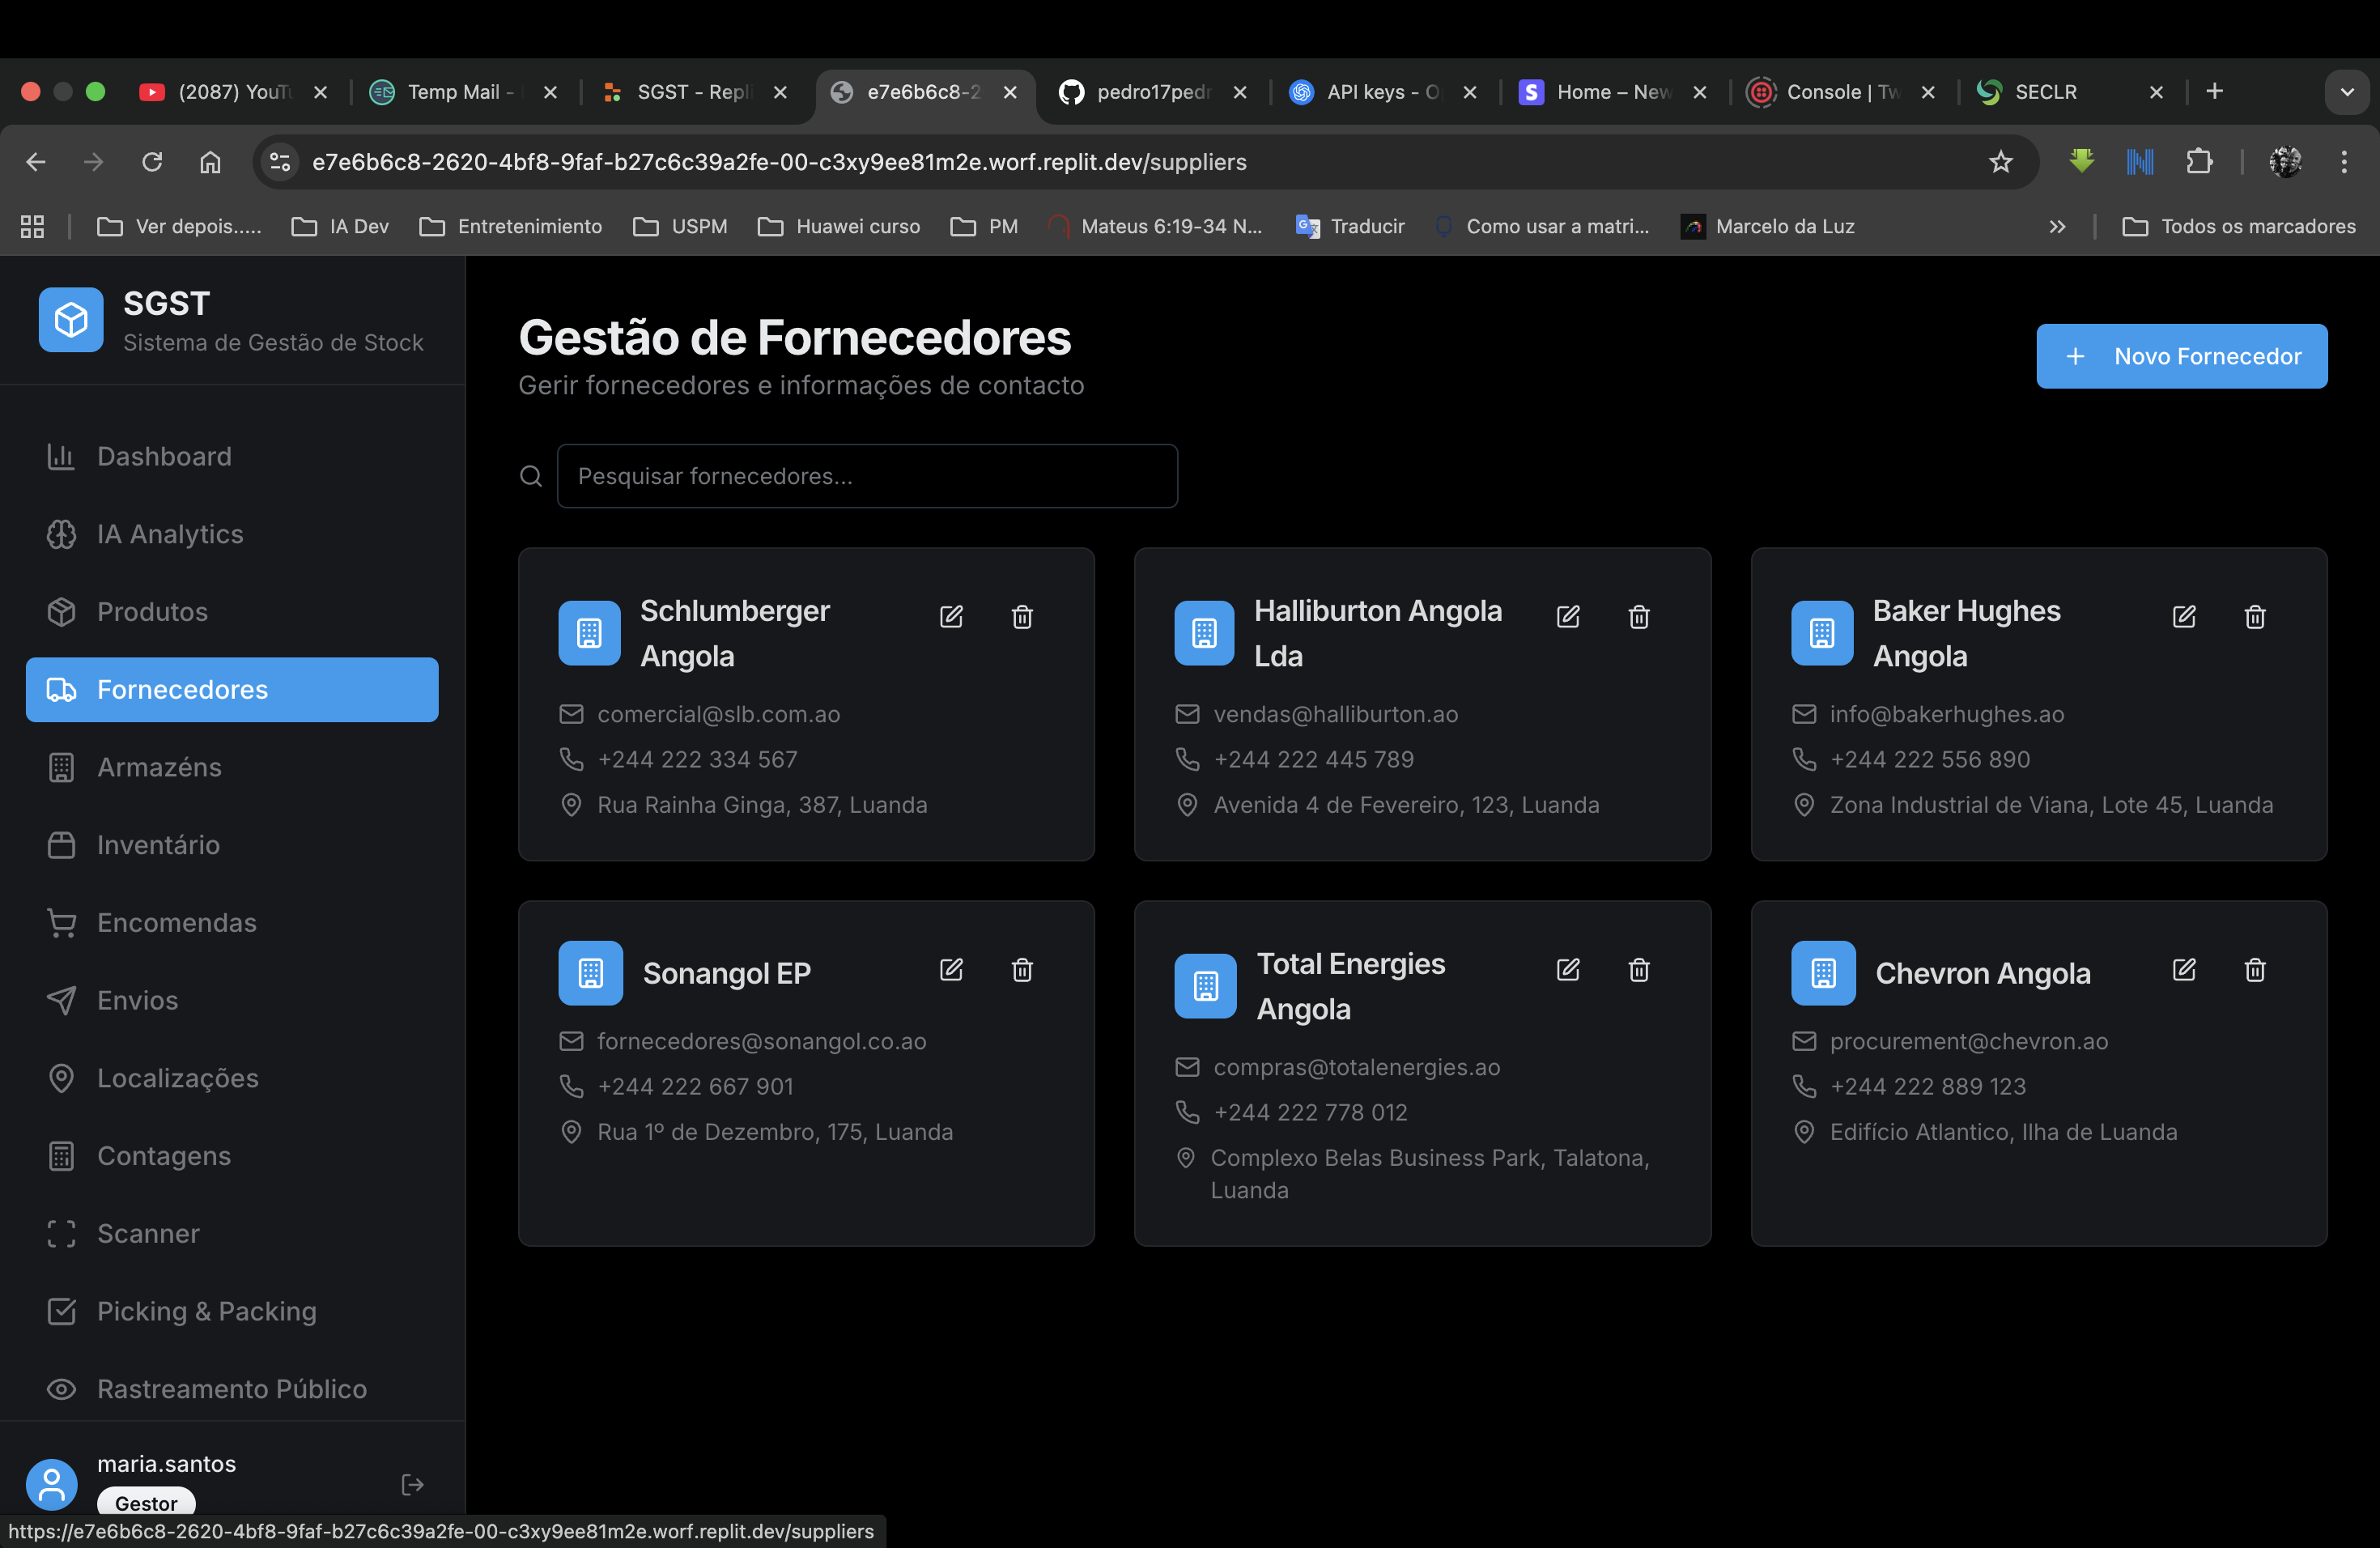 (2087) YouTu
Temp Mail -
SGST - Repli
e7e6b6c8-2
pedro17pedr
API keys - O
Home – New
Console | Tw
SECLR
e7e6b6c8-2620-4bf8-9faf-b27c6c39a2fe-00-c3xy9ee81m2e.worf.replit.dev/suppliers
Ver depois.....
IA Dev
Entretenimiento
USPM
Huawei curso
PM
Mateus 6:19-34 N...
Traducir
Como usar a matri...
Marcelo da Luz
Todos os marcadores
SGST
Sistema de Gestão de Stock
Dashboard
IA Analytics
Produtos
Fornecedores
Armazéns
Inventário
Encomendas
Envios
Localizações
Contagens
Scanner
Picking & Packing
Rastreamento Público
maria.santos
Gestor
Gestão de Fornecedores
Gerir fornecedores e informações de contacto
Novo Fornecedor
Pesquisar fornecedores...
Schlumberger
Angola
comercial@slb.com.ao
+244 222 334 567
Rua Rainha Ginga, 387, Luanda
Halliburton Angola
Lda
vendas@halliburton.ao
+244 222 445 789
Avenida 4 de Fevereiro, 123, Luanda
Baker Hughes
Angola
info@bakerhughes.ao
+244 222 556 890
Zona Industrial de Viana, Lote 45, Luanda
Sonangol EP
fornecedores@sonangol.co.ao
+244 222 667 901
Rua 1º de Dezembro, 175, Luanda
Total Energies
Angola
compras@totalenergies.ao
+244 222 778 012
Complexo Belas Business Park, Talatona,
Luanda
Chevron Angola
procurement@chevron.ao
+244 222 889 123
Edifício Atlantico, Ilha de Luanda
https://e7e6b6c8-2620-4bf8-9faf-b27c6c39a2fe-00-c3xy9ee81m2e.worf.replit.dev/suppliers